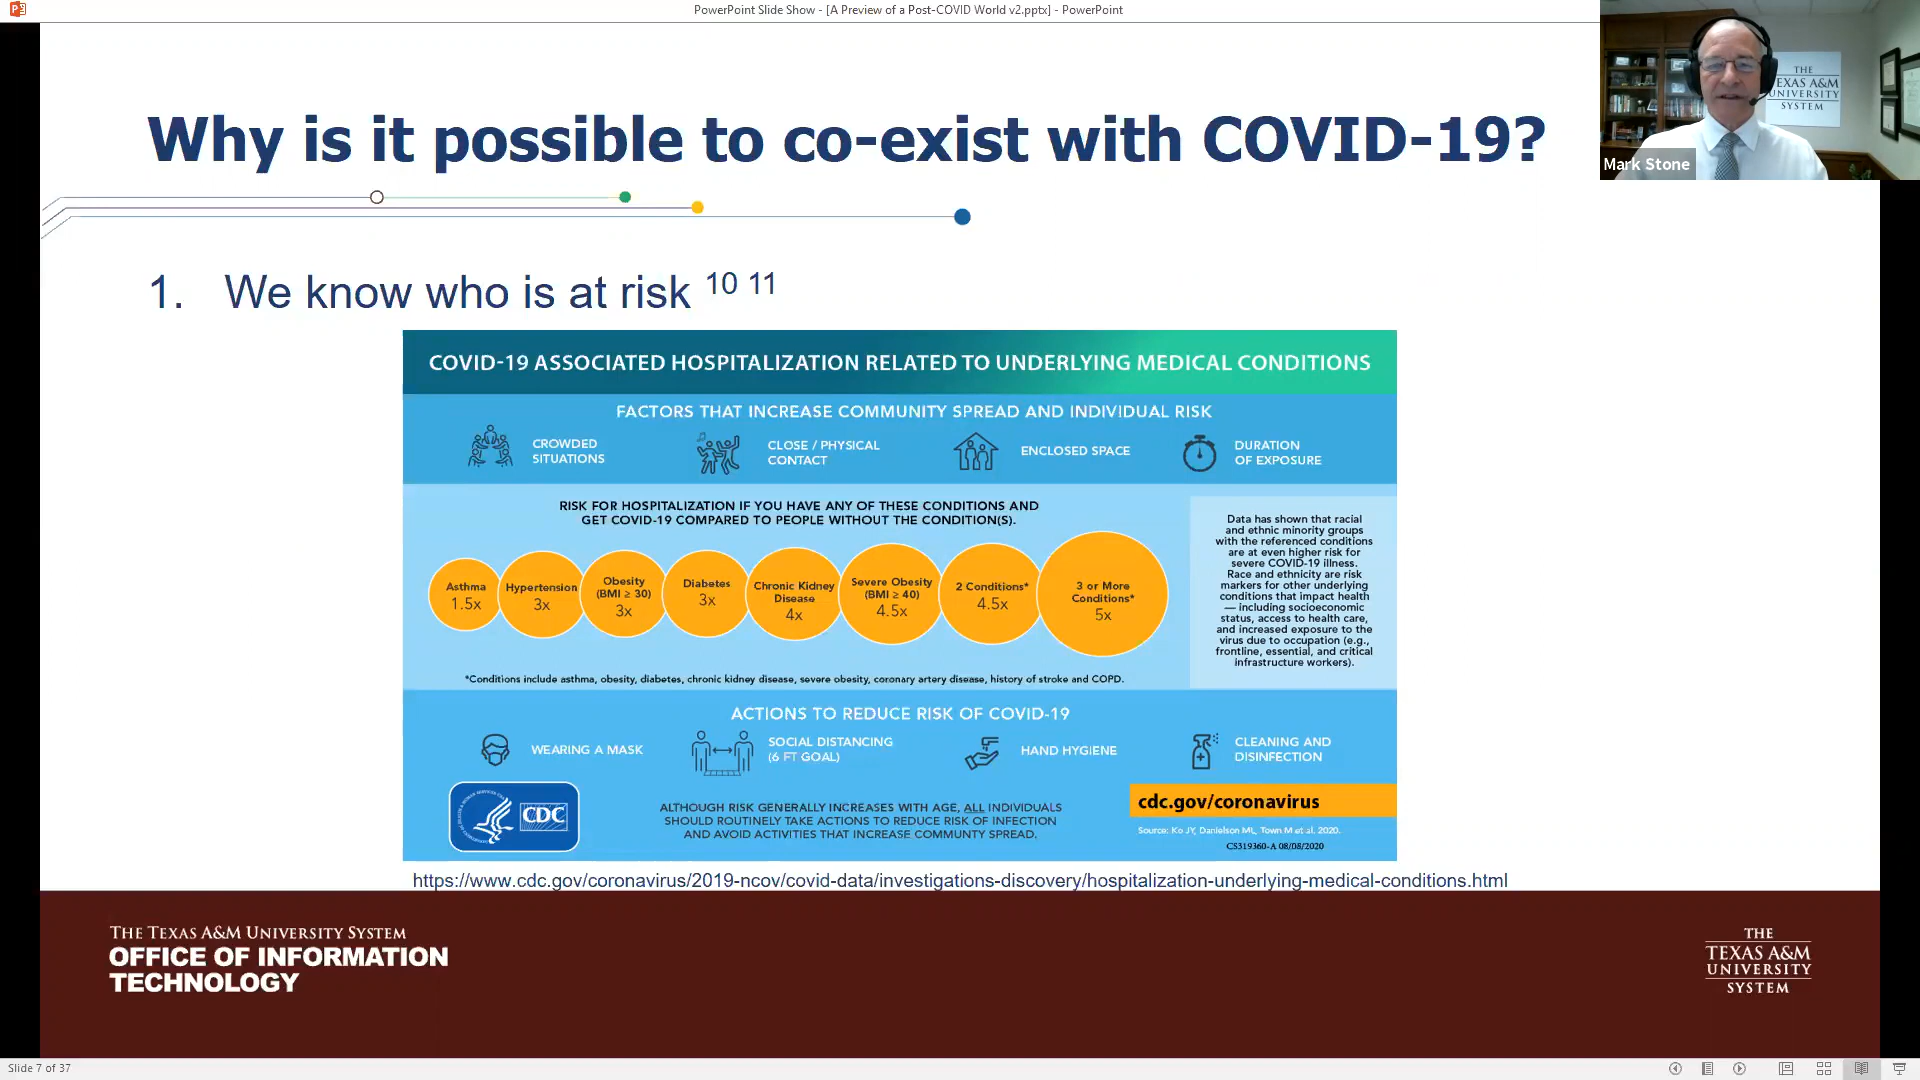 PowerPoint Slide Show - [A Preview of a Post-COVID World v2.pptx] - PowerPoint
THE
TEXAS A&M
UNIVERSITY
SYSTEM
Mark Stone
Why is it possible to co-exist with COVID-19?
1. We know who is at risk 10 11
COVID-19 ASSOCIATED HOSPITALIZATION RELATED TO UNDERLYING MEDICAL CONDITIONS
FACTORS THAT INCREASE COMMUNITY SPREAD AND INDIVIDUAL RISK
CROWDED
SITUATIONS
CLOSE / PHYSICAL
CONTACT
ENCLOSED SPACE
DURATION
OF EXPOSURE
RISK FOR HOSPITALIZATION IF YOU HAVE ANY OF THESE CONDITIONS AND
GET COVID-19 COMPARED TO PEOPLE WITHOUT THE CONDITION(S).
Asthma
1.5x
Hypertension
3x
Obesity
(BMI ≥ 30)
3x
Diabetes
3x
Chronic Kidney
Disease
4x
Severe Obesity
(BMI ≥ 40)
4.5x
2 Conditions*
4.5x
3 or More
Conditions*
5x
Data has shown that racial
and ethnic minority groups
with the referenced conditions
are at even higher risk for
severe COVID-19 illness.
Race and ethnicity are risk
markers for other underlying
conditions that impact health
— including socioeconomic
status, access to health care,
and increased exposure to the
virus due to occupation (e.g.,
frontline, essential, and critical
infrastructure workers).
*Conditions include asthma, obesity, diabetes, chronic kidney disease, severe obesity, coronary artery disease, history of stroke and COPD.
ACTIONS TO REDUCE RISK OF COVID-19
WEARING A MASK
SOCIAL DISTANCING
(6 FT GOAL)
HAND HYGIENE
CLEANING AND
DISINFECTION
CDC
ALTHOUGH RISK GENERALLY INCREASES WITH AGE, ALL INDIVIDUALS
SHOULD ROUTINELY TAKE ACTIONS TO REDUCE RISK OF INFECTION
AND AVOID ACTIVITIES THAT INCREASE COMMUNTY SPREAD.
cdc.gov/coronavirus
Source: Ko JY, Danielson ML, Town M et al. 2020.
CS319360-A 08/08/2020
https://www.cdc.gov/coronavirus/2019-ncov/covid-data/investigations-discovery/hospitalization-underlying-medical-conditions.html
THE TEXAS A&M UNIVERSITY SYSTEM
OFFICE OF INFORMATION
TECHNOLOGY
THE
TEXAS A&M
UNIVERSITY
SYSTEM
Slide 7 of 37